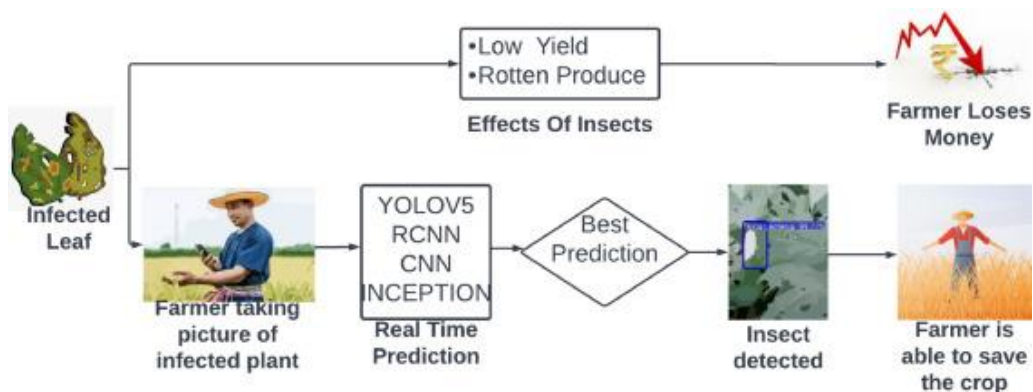 •Low Yield
•Rotten Produce
Effects Of Insects
₹
Farmer Loses
Money
Infected
Leaf
Farmer taking
picture of
infected plant
YOLOV5
RCNN
CNN
INCEPTION
Real Time
Prediction
Best
Prediction
Insect
detected
Farmer is
able to save
the crop